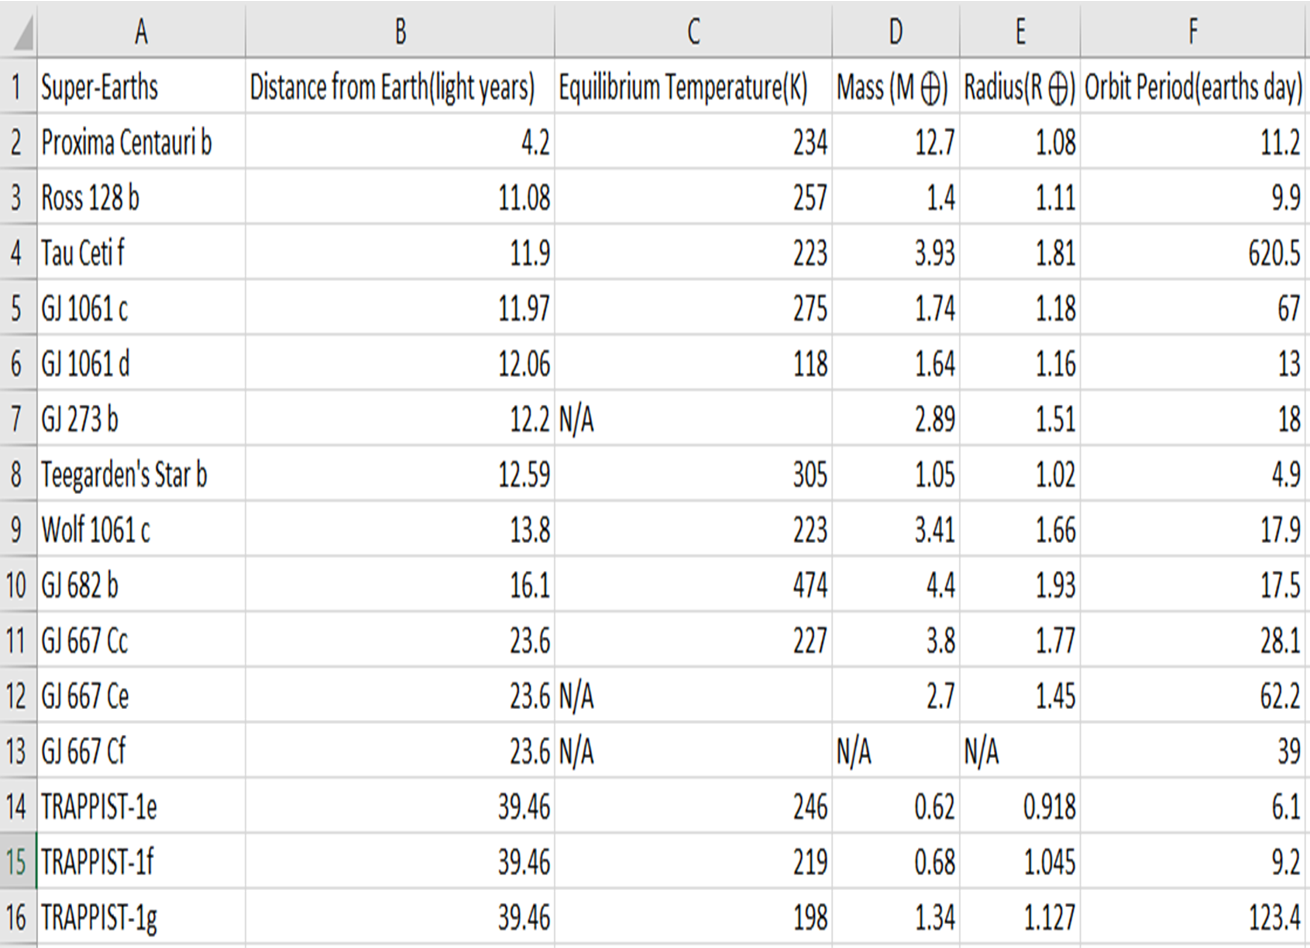 A B C D E F
1 Super-Earths Distance from Earth(light years) Equilibrium Temperature(K) Mass (M ⊕) Radius(R ⊕) Orbit Period(earths day)
2 Proxima Centauri b 4.2 234 12.7 1.08 11.2
3 Ross 128 b 11.08 257 1.4 1.11 9.9
4 Tau Ceti f 11.9 223 3.93 1.81 620.5
5 GJ 1061 c 11.97 275 1.74 1.18 67
6 GJ 1061 d 12.06 118 1.64 1.16 13
7 GJ 273 b 12.2 N/A 2.89 1.51 18
8 Teegarden's Star b 12.59 305 1.05 1.02 4.9
9 Wolf 1061 c 13.8 223 3.41 1.66 17.9
10 GJ 682 b 16.1 474 4.4 1.93 17.5
11 GJ 667 Cc 23.6 227 3.8 1.77 28.1
12 GJ 667 Ce 23.6 N/A 2.7 1.45 62.2
13 GJ 667 Cf 23.6 N/A N/A N/A 39
14 TRAPPIST-1e 39.46 246 0.62 0.918 6.1
15 TRAPPIST-1f 39.46 219 0.68 1.045 9.2
16 TRAPPIST-1g 39.46 198 1.34 1.127 123.4